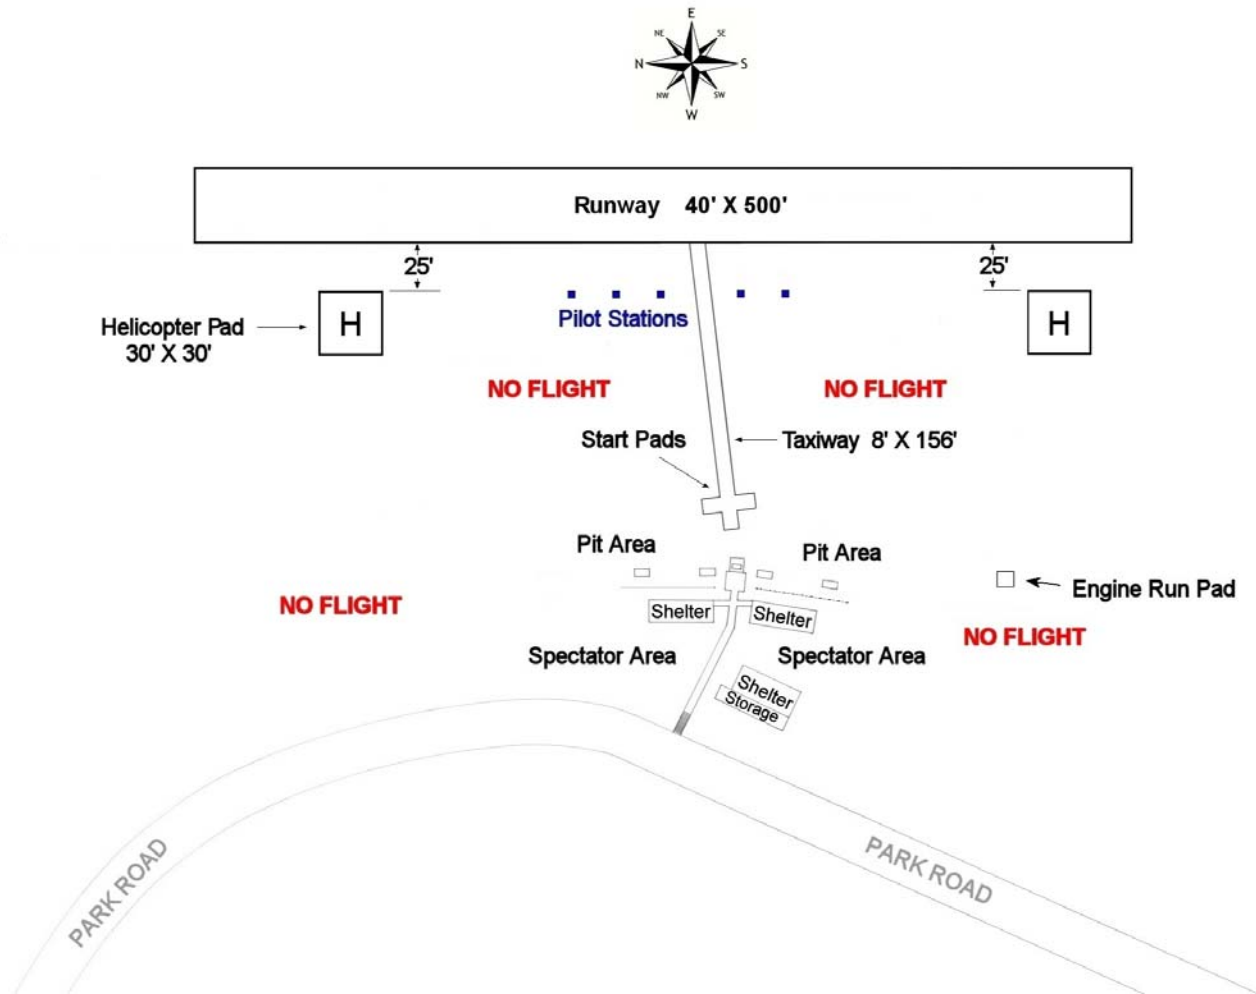 E
NE
SE
N
S
NW
SW
W
Runway 40' X 500'
25'
25'
Helicopter Pad
30' X 30'
H
H
Pilot Stations
NO FLIGHT
NO FLIGHT
Start Pads
Taxiway 8' X 156'
Pit Area
Pit Area
Engine Run Pad
NO FLIGHT
Shelter
Shelter
NO FLIGHT
Spectator Area
Spectator Area
Shelter
Storage
PARK ROAD
PARK ROAD